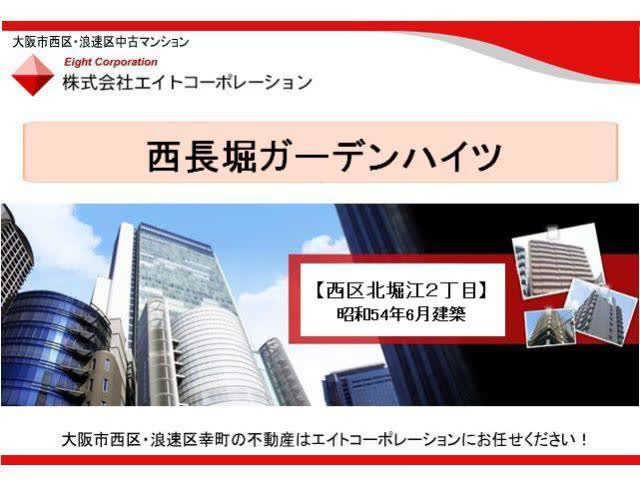 大阪市西区・浪速区中古マンション
Eight Corporation
株式会社エイトコーポレーション
西長堀ガーデンハイツ
【西区北堀江2丁目】
昭和54年6月建築
大阪市西区・浪速区幸町の不動産はエイトコーポレーションにお任せください！